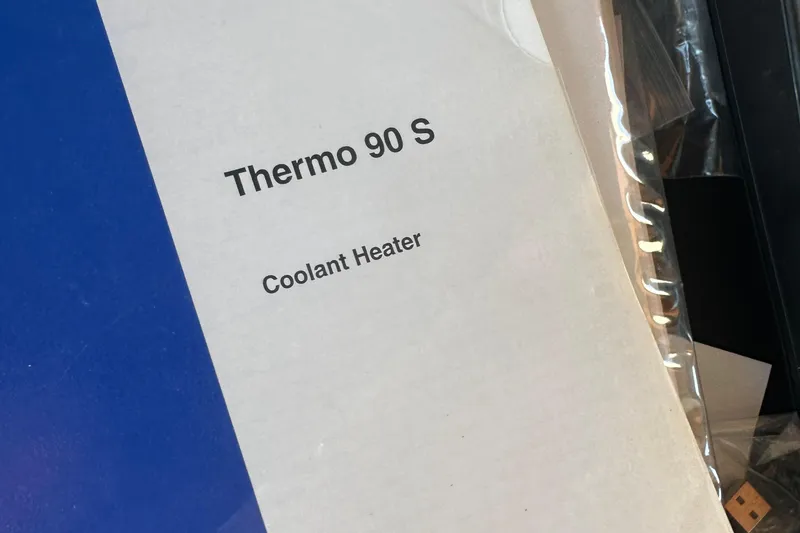 Thermo 90 S
Coolant Heater